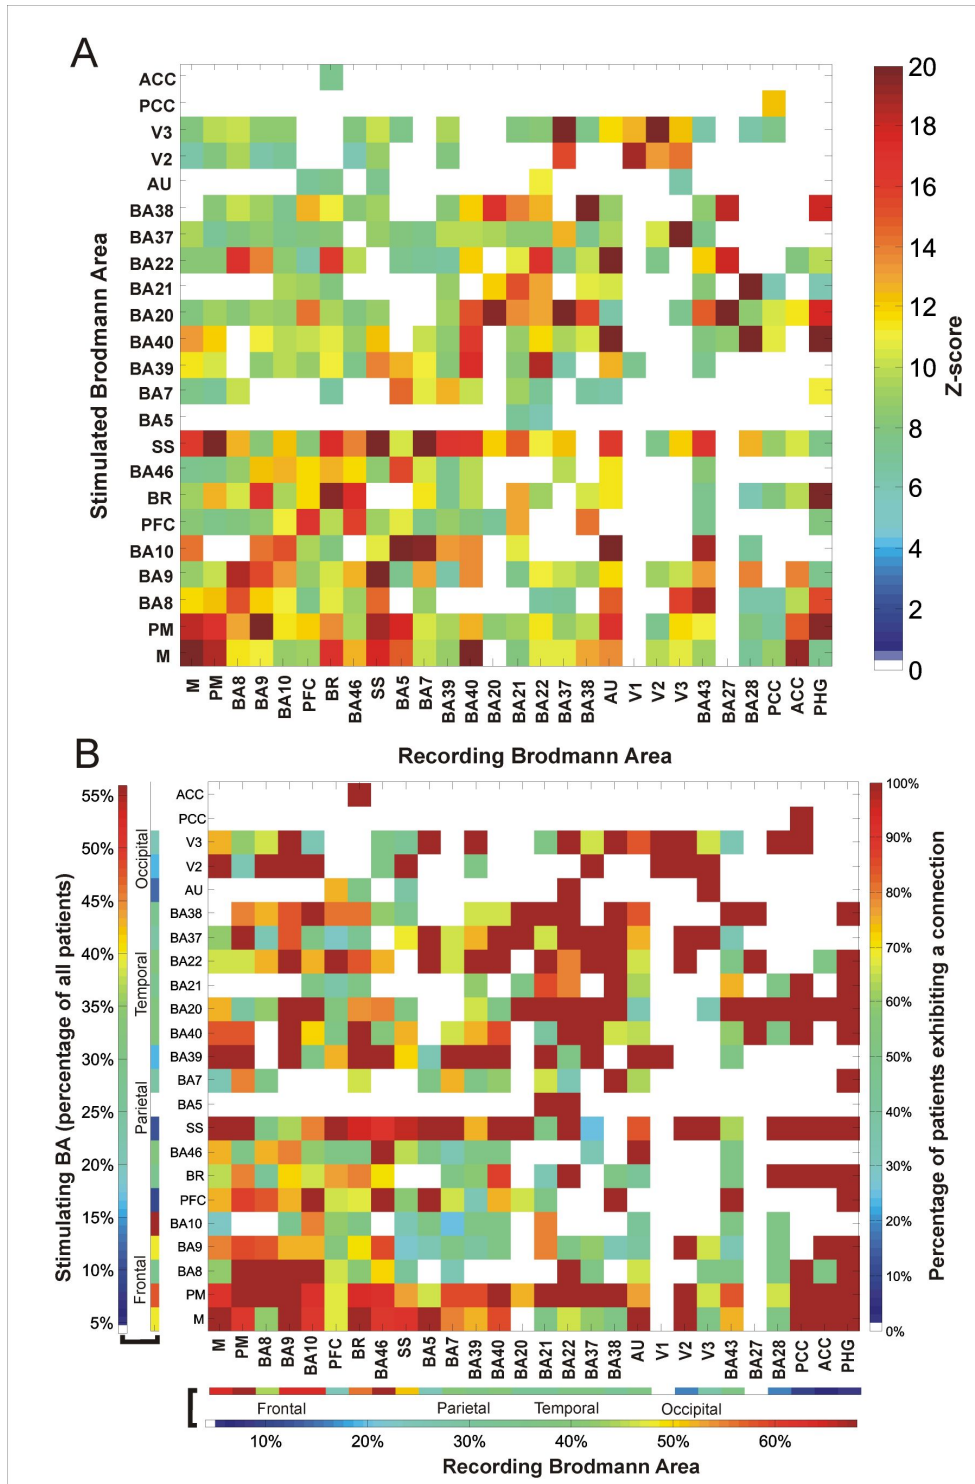 A
Stimulated Brodmann Area
ACC
PCC
V3
V2
AU
BA38
BA37
BA22
BA21
BA20
BA40
BA39
BA7
BA5
SS
BA46
BR
PFC
BA10
BA9
BA8
PM
M
M PM BA8 BA9 BA10 PFC BR BA46 SS BA5 BA7 BA39 BA40 BA20 BA21 BA22 BA37 BA38 AU V1 V2 V3 BA43 BA27 BA28 PCC ACC PHG
Recording Brodmann Area
20
18
16
14
12
10
8
6
4
2
0
Z-score
B
Stimulating BA (percentage of all patients)
55%
50%
45%
40%
35%
30%
25%
20%
15%
10%
5%
Occipital
Temporal
Parietal
Frontal
ACC
PCC
V3
V2
AU
BA38
BA37
BA22
BA21
BA20
BA40
BA39
BA7
BA5
SS
BA46
BR
PFC
BA10
BA9
BA8
PM
M
M PM BA8 BA9 BA10 PFC BR BA46 SS BA5 BA7 BA39 BA40 BA20 BA21 BA22 BA37 BA38 AU V1 V2 V3 BA43 BA27 BA28 PCC ACC PHG
100%
90%
80%
70%
60%
50%
40%
30%
20%
10%
0%
Percentage of patients exhibiting a connection
Frontal Parietal Temporal Occipital
10% 20% 30% 40% 50% 60%
Recording Brodmann Area